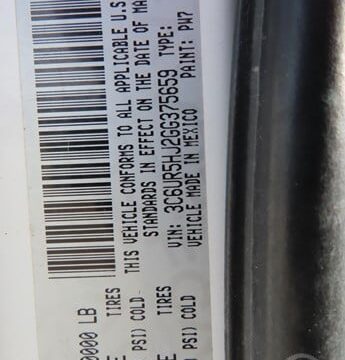 THIS VEHICLE CONFORMS TO ALL APPLICABLE U.S
STANDARDS IN EFFECT ON THE DATE OF MA
VIN: 3C6UR5HJ2GG375659 TYPE:
VEHICLE MADE IN MEXICO PAINT: PW7
0000 LB
TIRES
PSI) COLD
TIRES
PSI) COLD